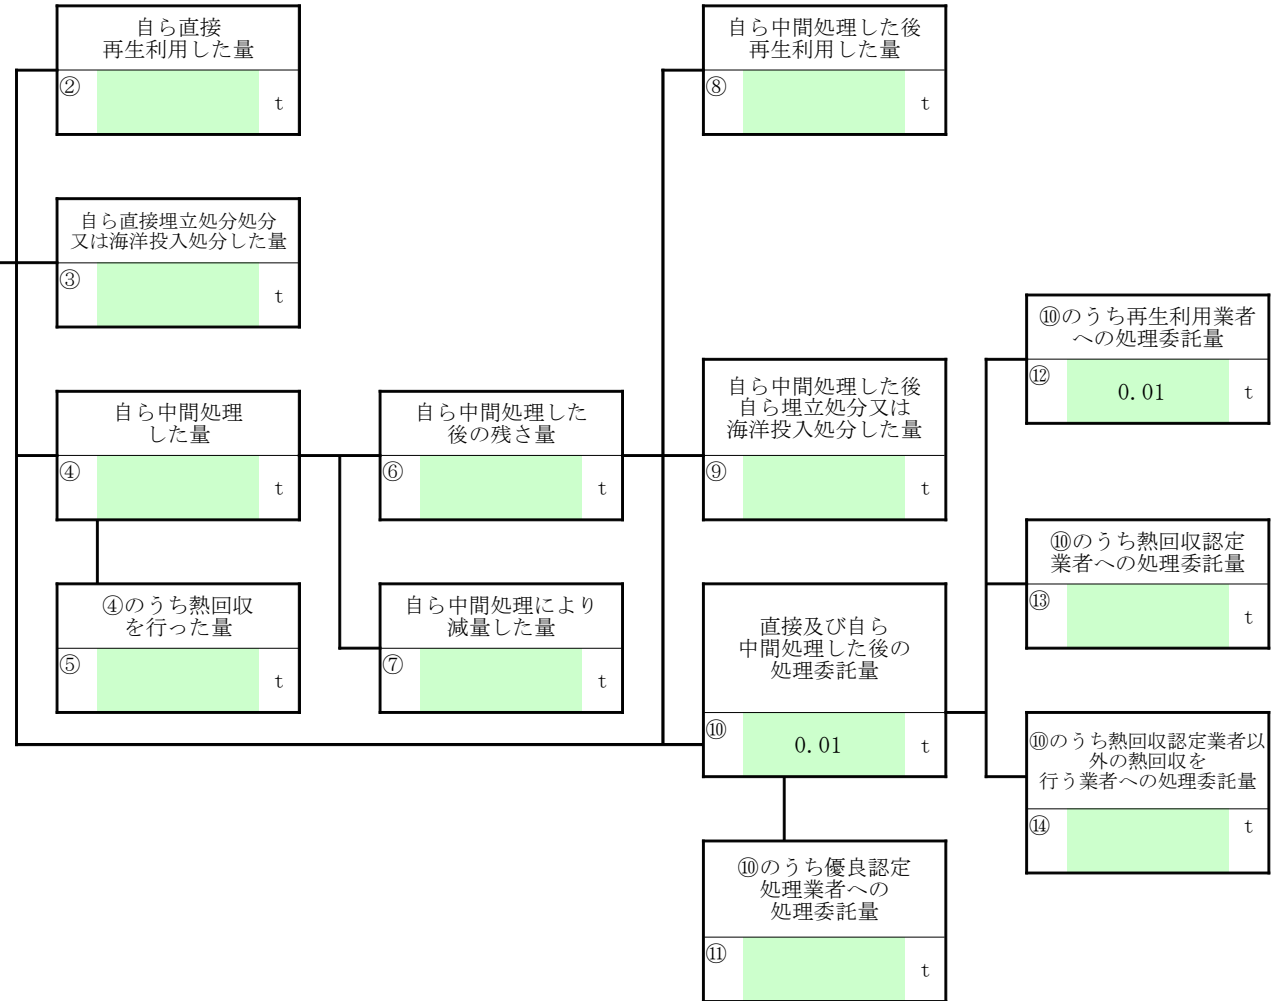 自ら直接
再生利用した量
②
t
自ら中間処理した後
再生利用した量
⑧
t
自ら直接埋立処分処分
又は海洋投入処分した量
③
t
⑩のうち再生利用業者
への処理委託量
⑫
0.01
t
自ら中間処理
した量
④
t
自ら中間処理した
後の残さ量
⑥
t
自ら中間処理した後
自ら埋立処分又は
海洋投入処分した量
⑨
t
⑩のうち熱回収認定
業者への処理委託量
⑬
t
④のうち熱回収
を行った量
⑤
t
自ら中間処理により
減量した量
⑦
t
直接及び自ら
中間処理した後の
処理委託量
⑩
0.01
t
⑩のうち熱回収認定業者以
外の熱回収を
行う業者への処理委託量
⑭
t
⑩のうち優良認定
処理業者への
処理委託量
⑪
t